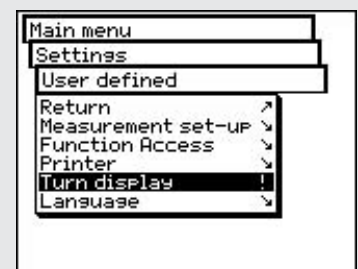 Main menu
Settings
User defined
Return ↗
Measurement set-up ↘
Function Access ↘
Printer ↘
Turn display !
Language ↘